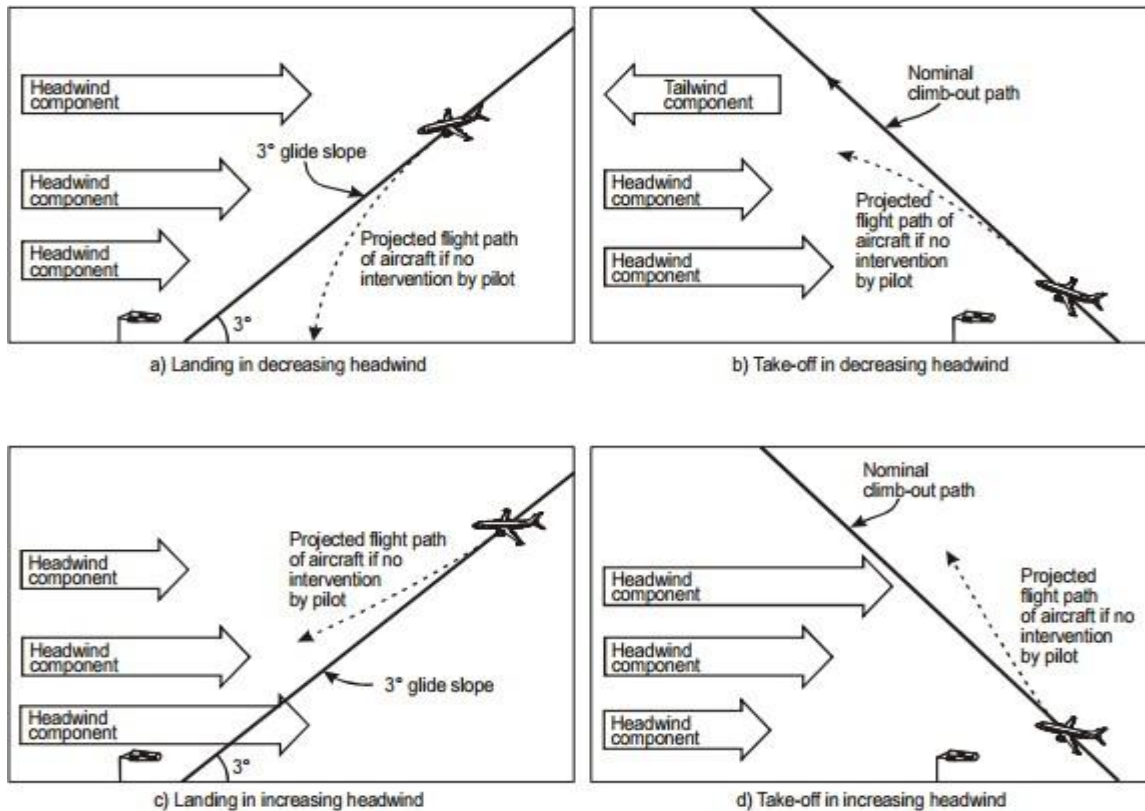 Headwind
component
Headwind
component
Headwind
component
3° glide slope
Projected flight path
of aircraft if no
intervention by pilot
3°
a) Landing in decreasing headwind
Tailwind
component
Nominal
climb-out path
Headwind
component
Headwind
component
Projected
flight path of
aircraft if no
intervention
by pilot
b) Take-off in decreasing headwind
Projected flight path
of aircraft if no
intervention
by pilot
Headwind
component
Headwind
component
Headwind
component
3° glide slope
3°
c) Landing in increasing headwind
Nominal
climb-out path
Headwind
component
Headwind
component
Headwind
component
Projected
flight path
of aircraft if no
intervention
by pilot
d) Take-off in increasing headwind